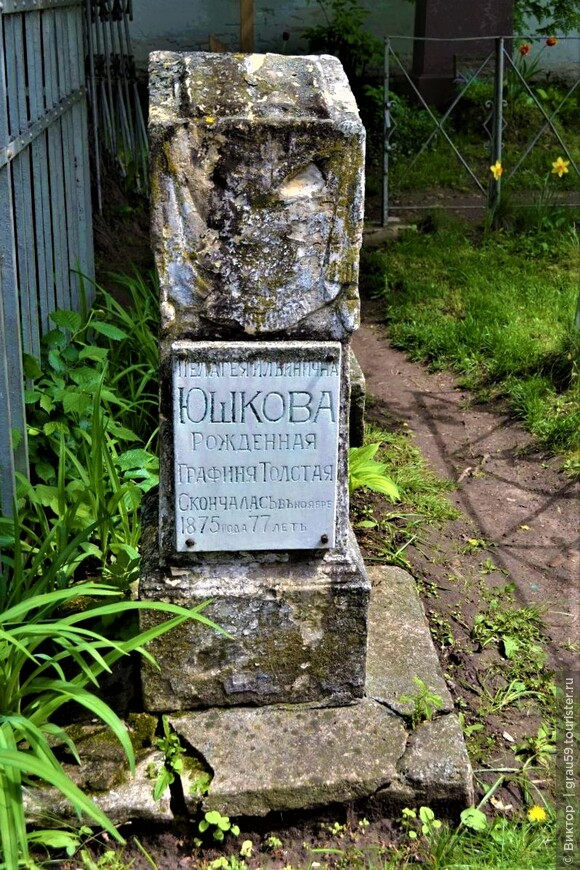 Пелагея Ильинична
Юшкова
Рожденная
Графиня Толстая
Скончалась въ ноябре
1875 года 77 летъ
© Виктор | grau59.tourister.ru